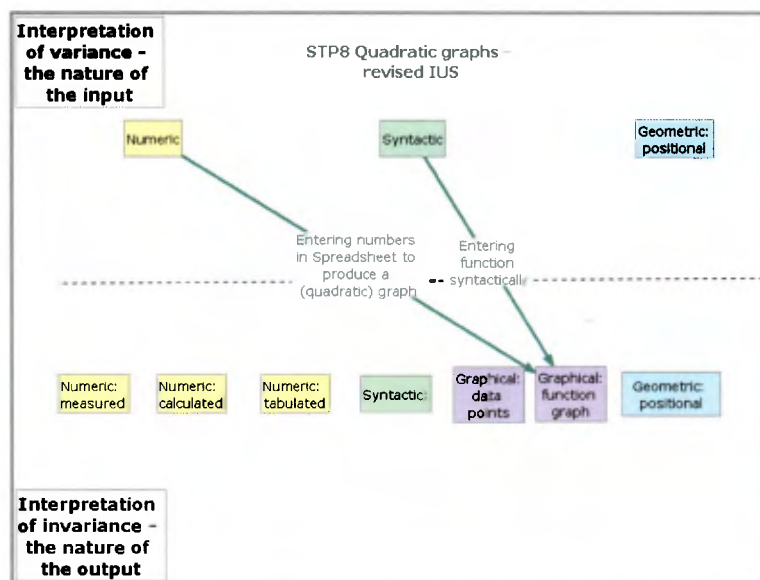 Interpretation
of variance -
the nature of
the input
STP8 Quadratic graphs -
revised IUS
Numeric
Syntactic
Geometric:
positional
Entering numbers
in Spreadsheet to
produce a
(quadratic) graph
Entering
function
syntacticall
Numeric:
measured
Numeric:
calculated
Numeric:
tabulated
Syntactic:
Graphical:
data
points
Graphical:
function
graph
Geometric:
positional
Interpretation
of invariance -
the nature of
the output